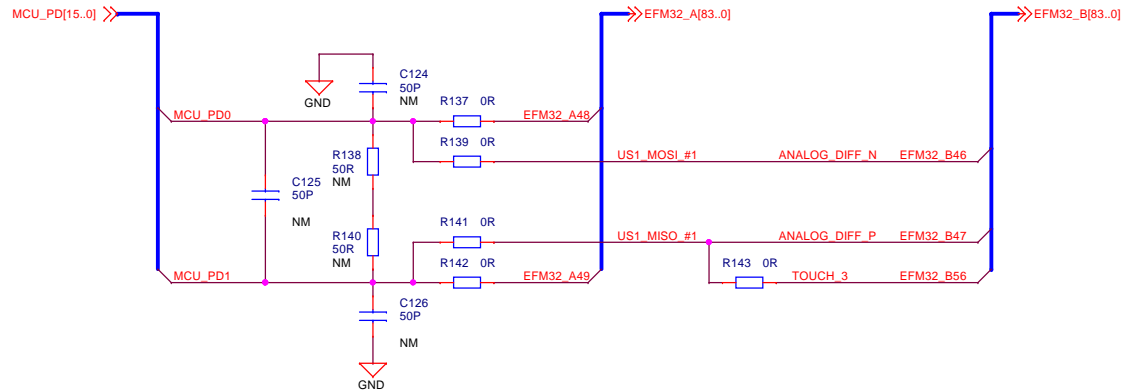 MCU_PD[15..0]
EFM32_A[83..0]
EFM32_B[83..0]
C124
50P
NM
GND
R137 0R
MCU_PD0
EFM32_A48
R139 0R
R138
50R
NM
US1_MOSI_#1
ANALOG_DIFF_N
EFM32_B46
C125
50P
NM
R141 0R
R140
50R
NM
US1_MISO_#1
ANALOG_DIFF_P
EFM32_B47
R142 0R
R143 0R
MCU_PD1
EFM32_A49
TOUCH_3
EFM32_B56
C126
50P
NM
GND